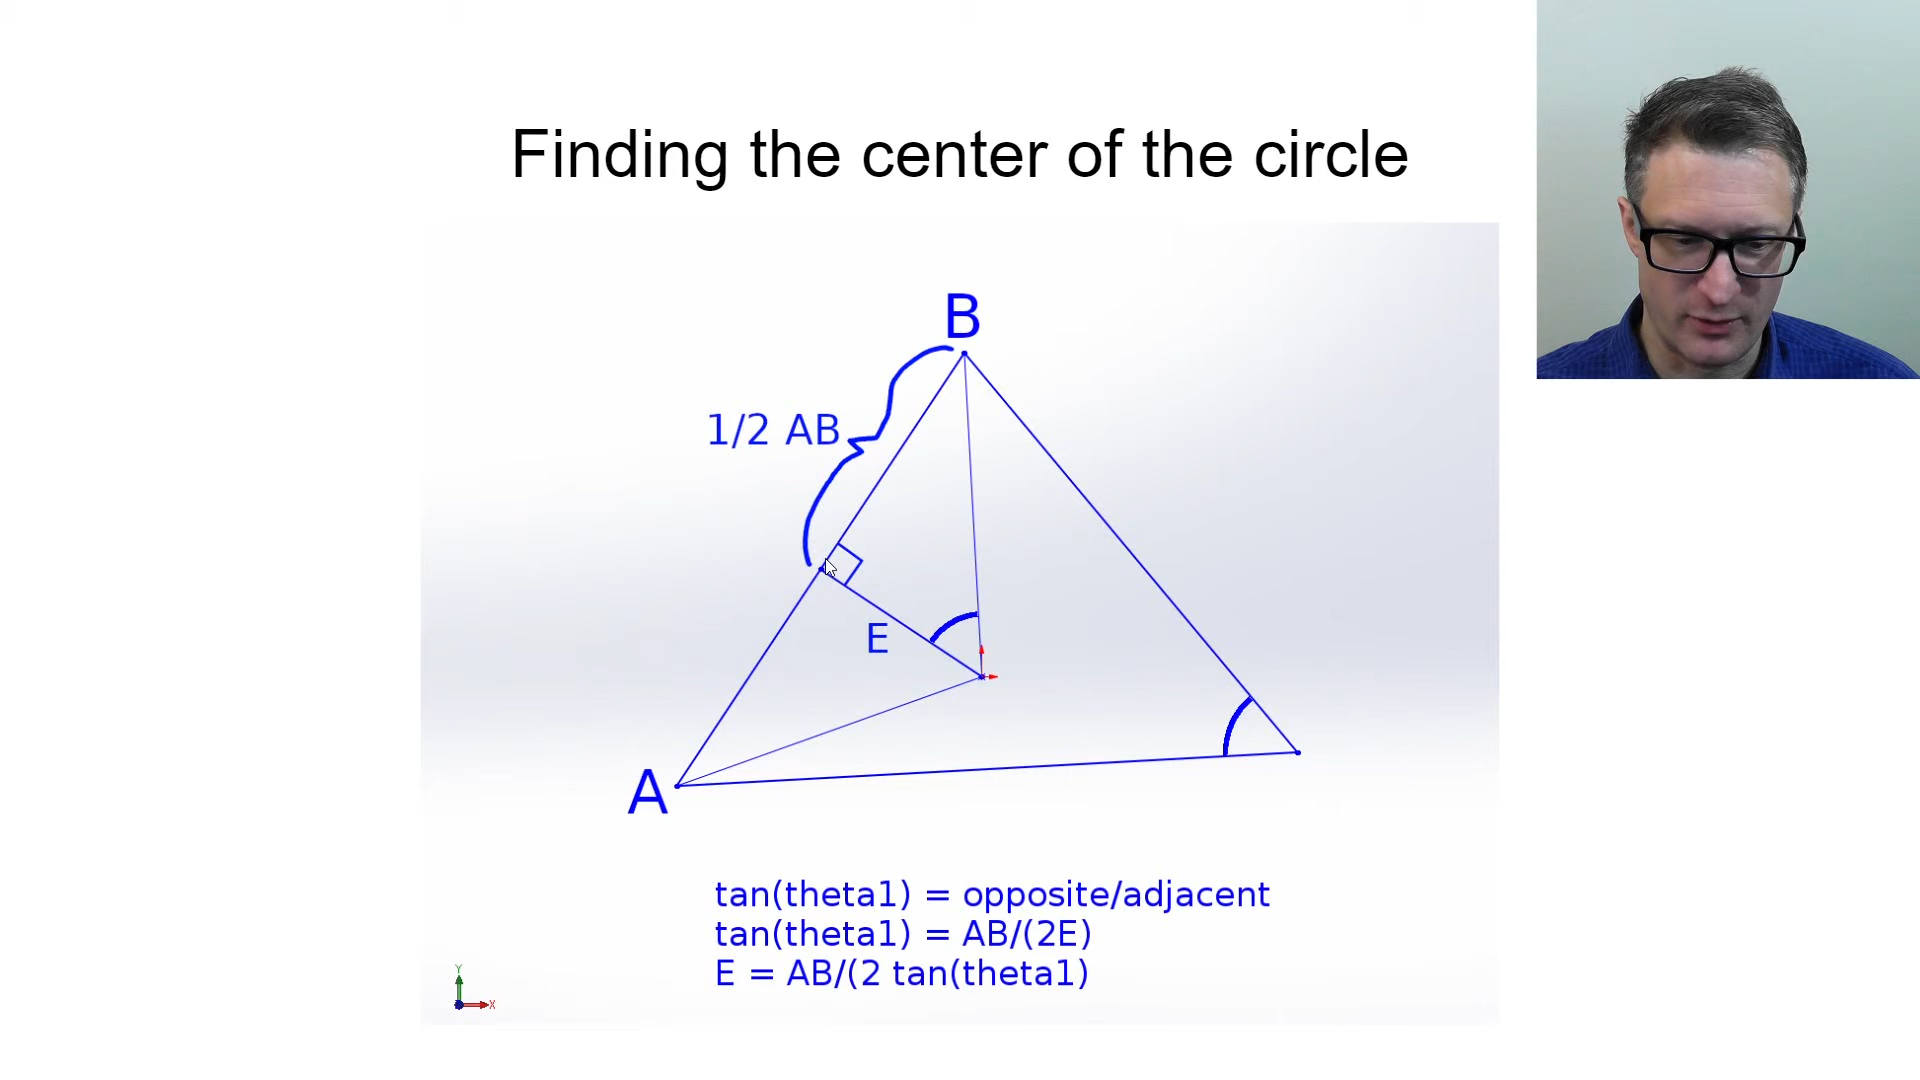 Finding the center of the circle
B
1/2 AB
E
A
tan(theta1) = opposite/adjacent
tan(theta1) = AB/(2E)
E = AB/(2 tan(theta1)
Y
X